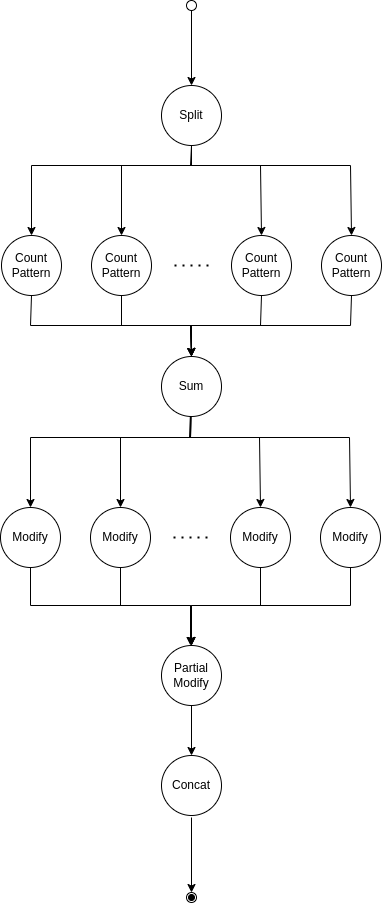 Split
Count
Pattern
Count
Pattern
. . . . .
Count
Pattern
Count
Pattern
Sum
Modify
Modify
. . . . .
Modify
Modify
Partial
Modify
Concat